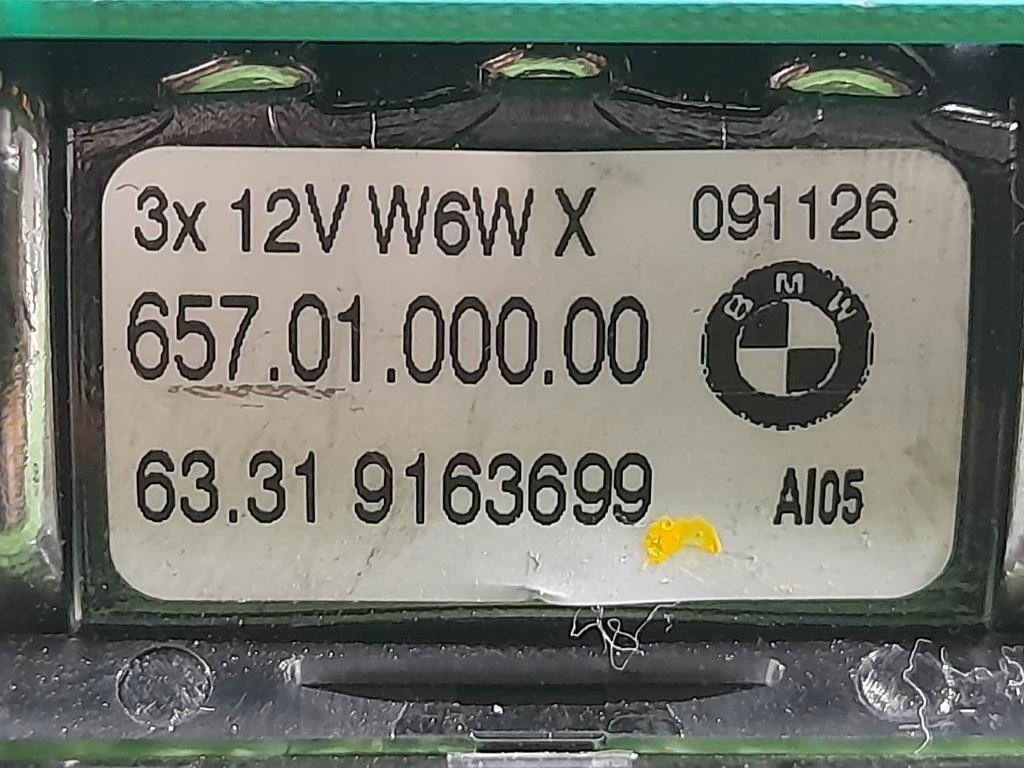 3x 12V W6W X 091126
657.01.000.00
BMW
63.31 9163699 AI05